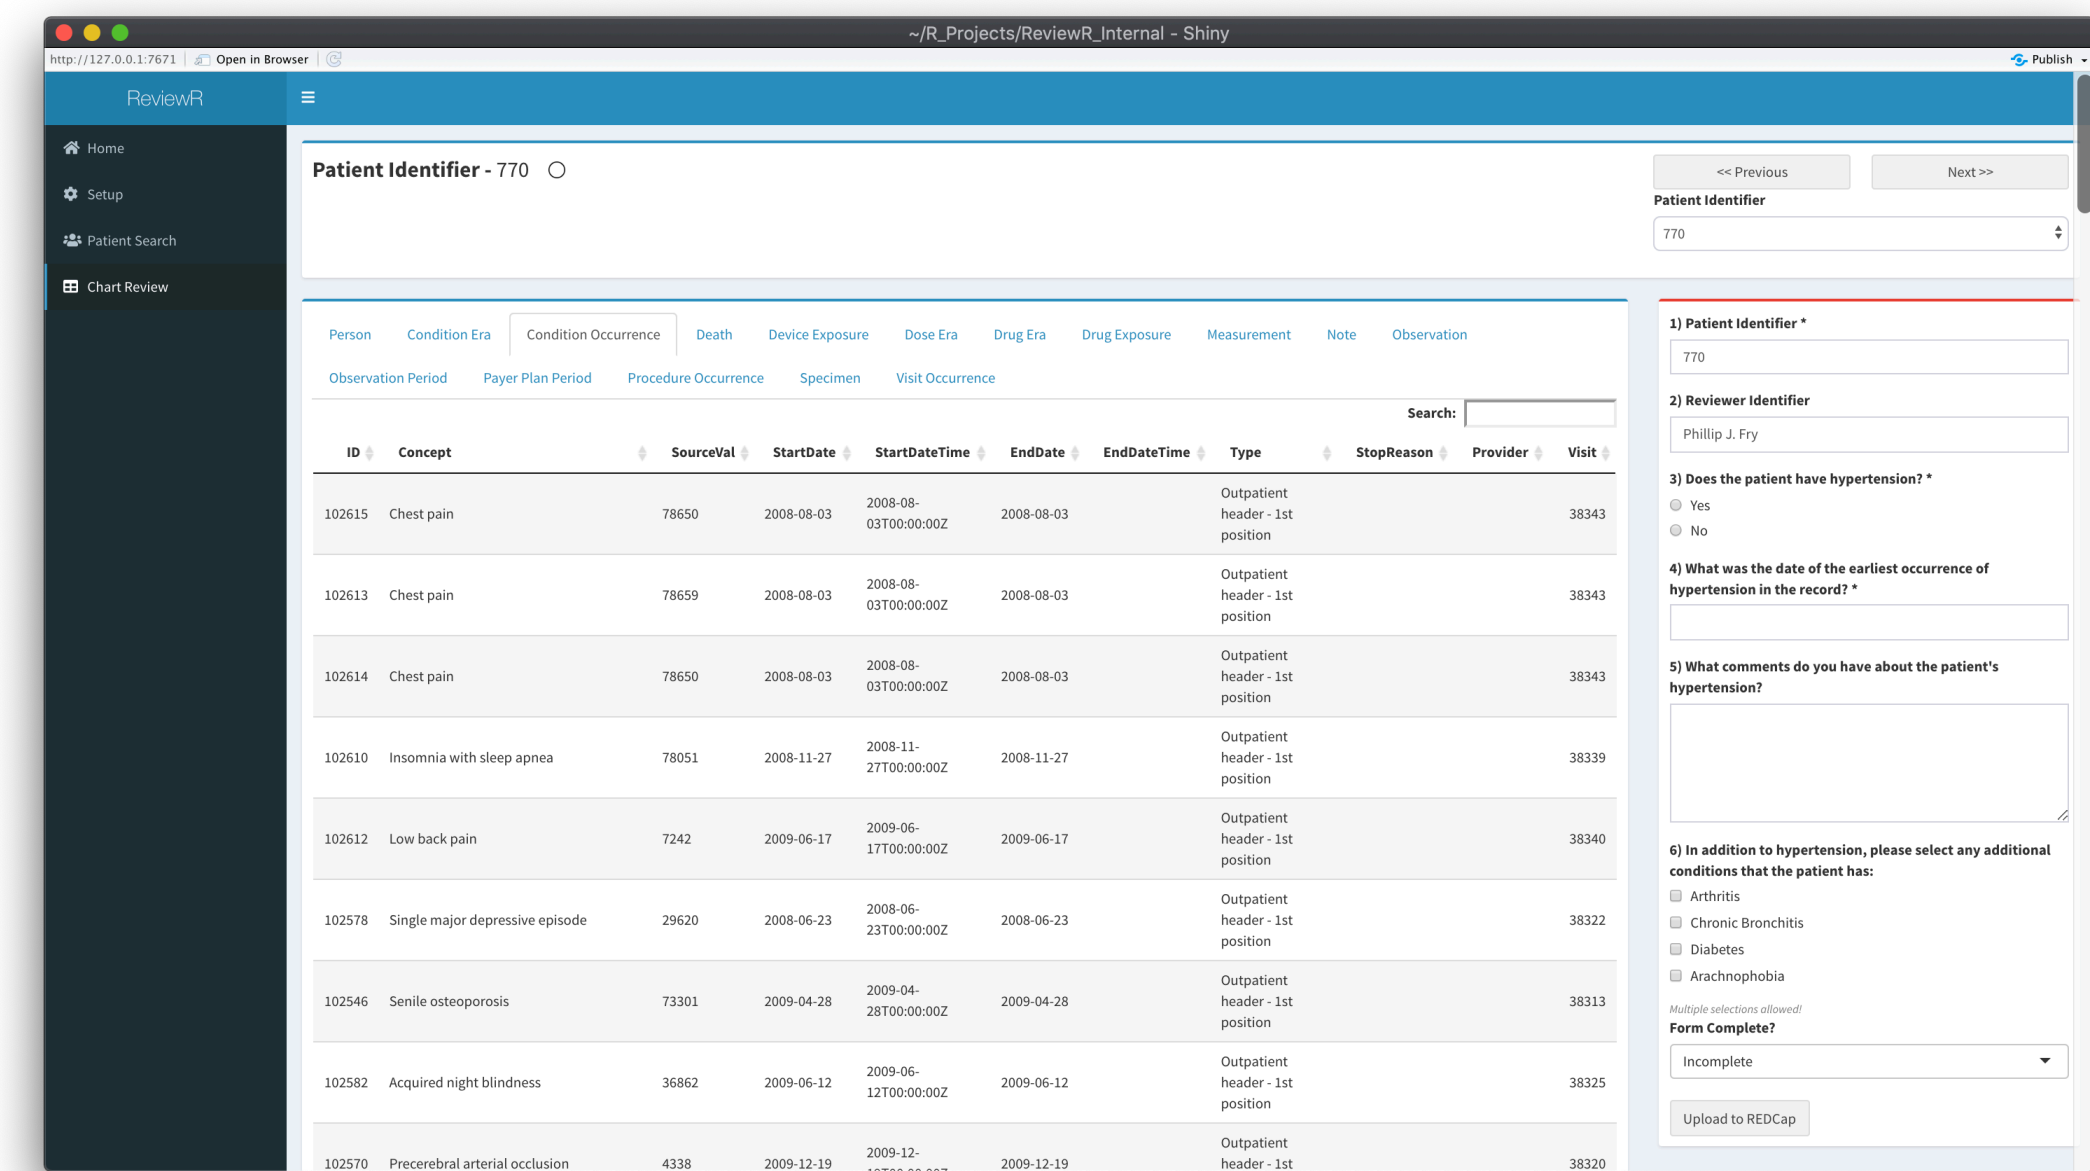 ~/R_Projects/ReviewR_Internal - Shiny
http://127.0.0.1:7671 Open in Browser Publish
ReviewR
Home
Setup
Patient Search
Chart Review
Patient Identifier - 770
<< Previous Next >>
Patient Identifier
770
Person Condition Era Condition Occurrence Death Device Exposure Dose Era Drug Era Drug Exposure Measurement Note Observation
Observation Period Payer Plan Period Procedure Occurrence Specimen Visit Occurrence
Search:
ID Concept SourceVal StartDate StartDateTime EndDate EndDateTime Type StopReason Provider Visit
Outpatient
2008-08-
102615 Chest pain 78650 2008-08-03 2008-08-03 header - 1st 38343
03T00:00:00Z
position
Outpatient
2008-08-
102613 Chest pain 78659 2008-08-03 2008-08-03 header - 1st 38343
03T00:00:00Z
position
Outpatient
2008-08-
102614 Chest pain 78650 2008-08-03 2008-08-03 header - 1st 38343
03T00:00:00Z
position
Outpatient
2008-11-
102610 Insomnia with sleep apnea 78051 2008-11-27 2008-11-27 header - 1st 38339
27T00:00:00Z
position
Outpatient
2009-06-
102612 Low back pain 7242 2009-06-17 2009-06-17 header - 1st 38340
17T00:00:00Z
position
Outpatient
2008-06-
102578 Single major depressive episode 29620 2008-06-23 2008-06-23 header - 1st 38322
23T00:00:00Z
position
Outpatient
2009-04-
102546 Senile osteoporosis 73301 2009-04-28 2009-04-28 header - 1st 38313
28T00:00:00Z
position
Outpatient
2009-06-
102582 Acquired night blindness 36862 2009-06-12 2009-06-12 header - 1st 38325
12T00:00:00Z
position
Outpatient
2009-12-
102570 Precerebral arterial occlusion 4338 2009-12-19 2009-12-19 header - 1st 38320
1) Patient Identifier *
770
2) Reviewer Identifier
Phillip J. Fry
3) Does the patient have hypertension? *
Yes
No
4) What was the date of the earliest occurrence of
hypertension in the record? *
5) What comments do you have about the patient's
hypertension?
6) In addition to hypertension, please select any additional
conditions that the patient has:
Arthritis
Chronic Bronchitis
Diabetes
Arachnophobia
Multiple selections allowed!
Form Complete?
Incomplete
Upload to REDCap